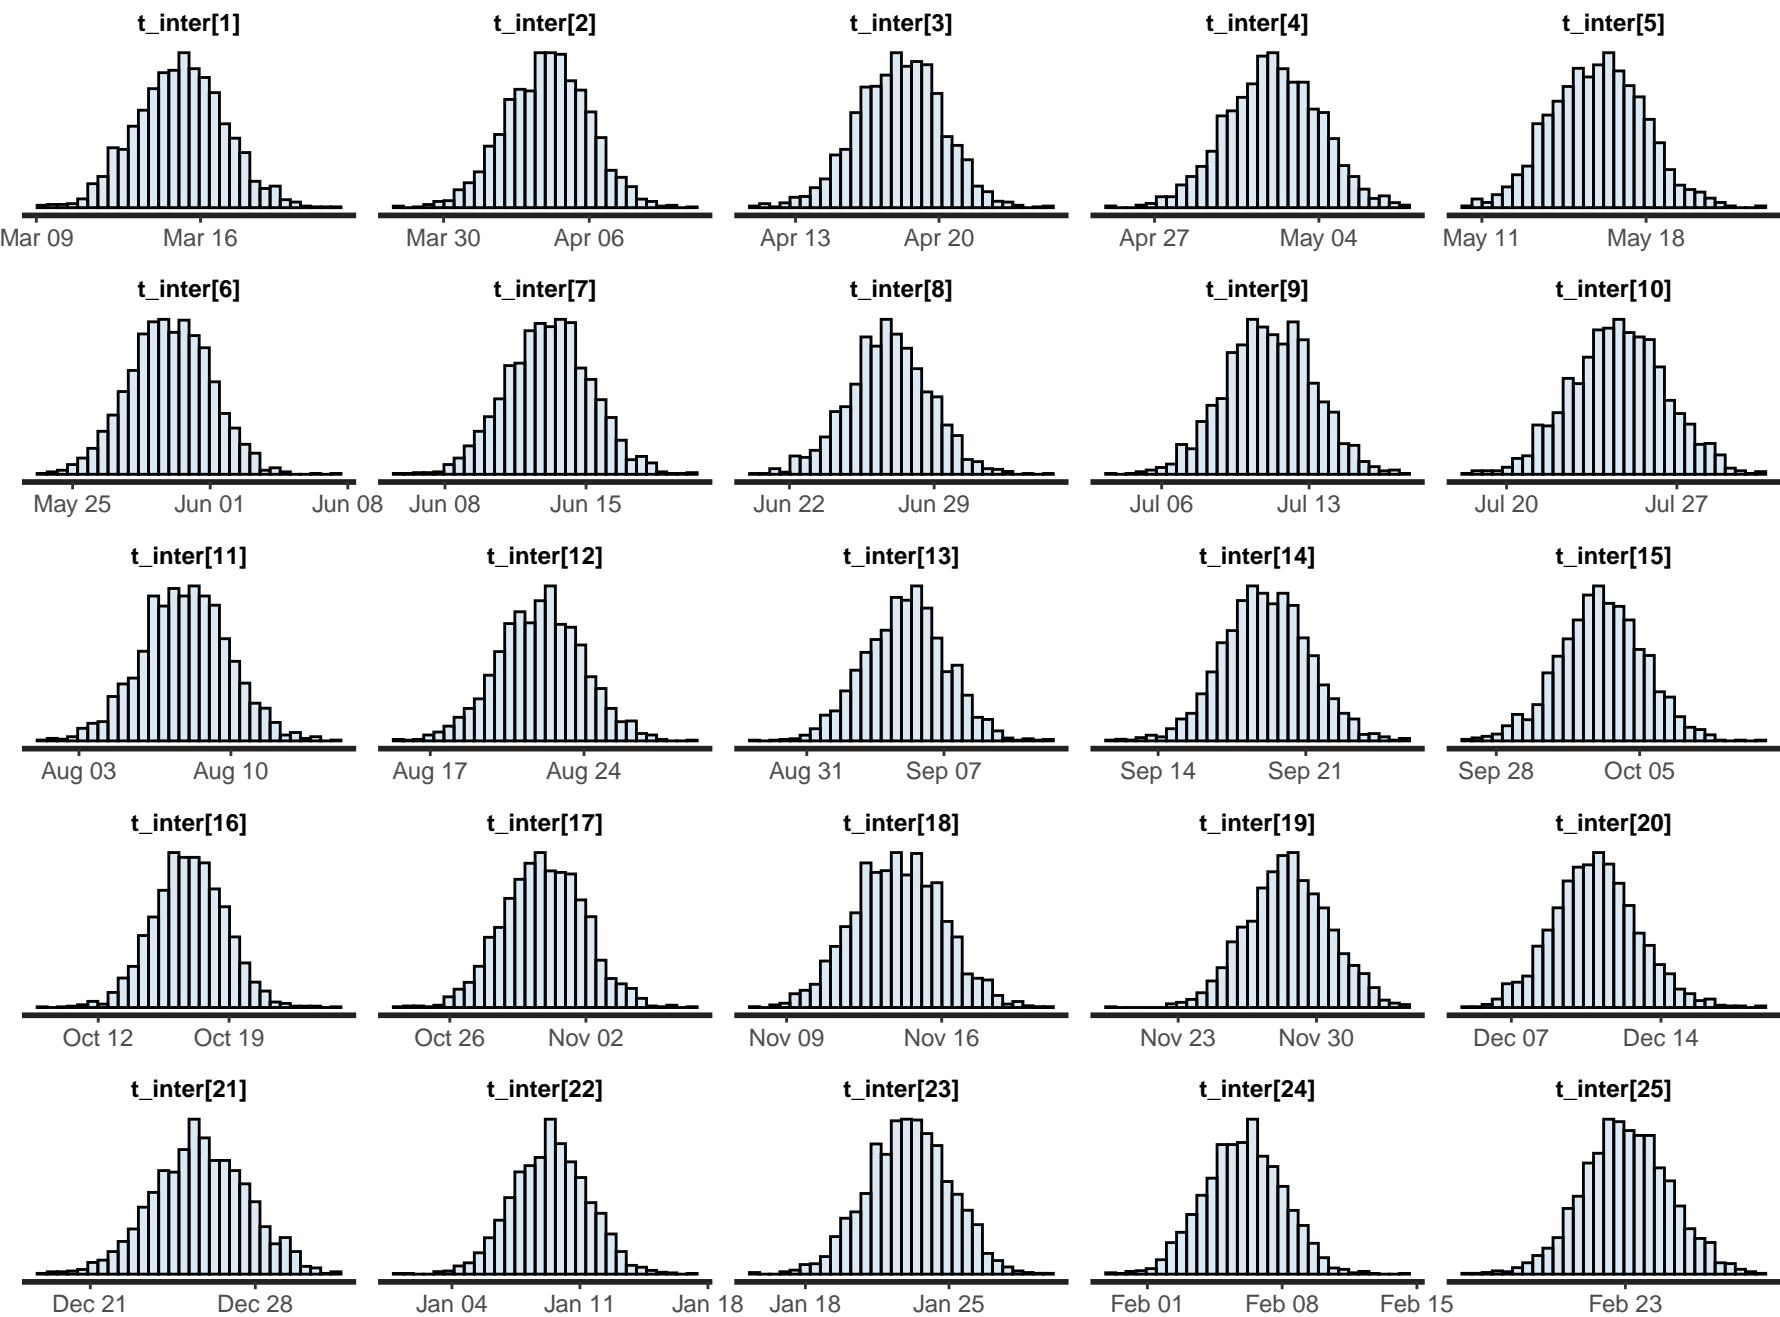 t_inter[1] t_inter[2] t_inter[3] t_inter[4] t_inter[5]
Mar 09 Mar 16 Mar 30 Apr 06 Apr 13 Apr 20 Apr 27 May 04 May 11 May 18
t_inter[6] t_inter[7] t_inter[8] t_inter[9] t_inter[10]
May 25 Jun 01 Jun 08 Jun 08 Jun 15 Jun 22 Jun 29 Jul 06 Jul 13 Jul 20 Jul 27
t_inter[11] t_inter[12] t_inter[13] t_inter[14] t_inter[15]
Aug 03 Aug 10 Aug 17 Aug 24 Aug 31 Sep 07 Sep 14 Sep 21 Sep 28 Oct 05
t_inter[16] t_inter[17] t_inter[18] t_inter[19] t_inter[20]
Oct 12 Oct 19 Oct 26 Nov 02 Nov 09 Nov 16 Nov 23 Nov 30 Dec 07 Dec 14
t_inter[21] t_inter[22] t_inter[23] t_inter[24] t_inter[25]
Dec 21 Dec 28 Jan 04 Jan 11 Jan 18 Jan 18 Jan 25 Feb 01 Feb 08 Feb 15 Feb 23